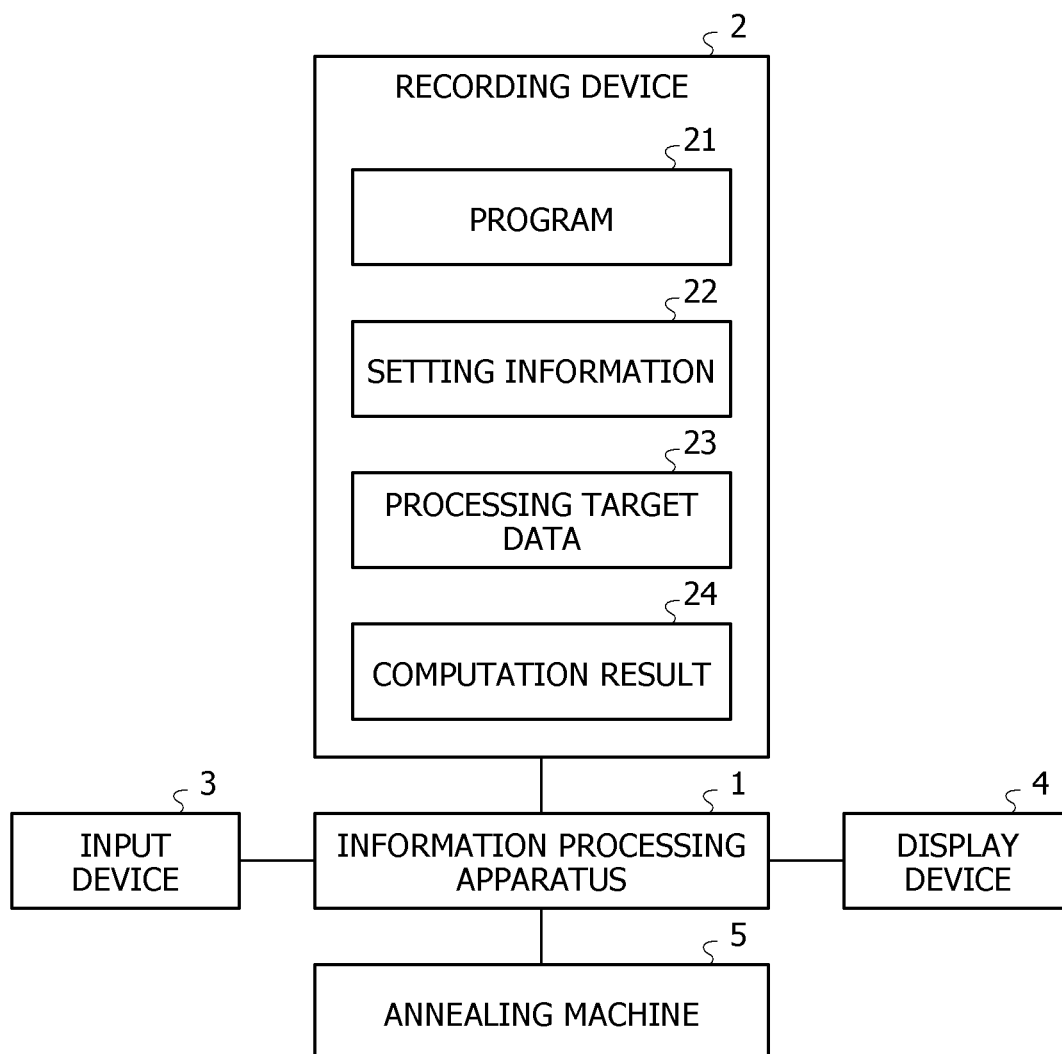 2
RECORDING DEVICE
21
PROGRAM
22
SETTING INFORMATION
23
PROCESSING TARGET
DATA
24
COMPUTATION RESULT
3
INPUT
DEVICE
1
INFORMATION PROCESSING
APPARATUS
4
DISPLAY
DEVICE
5
ANNEALING MACHINE